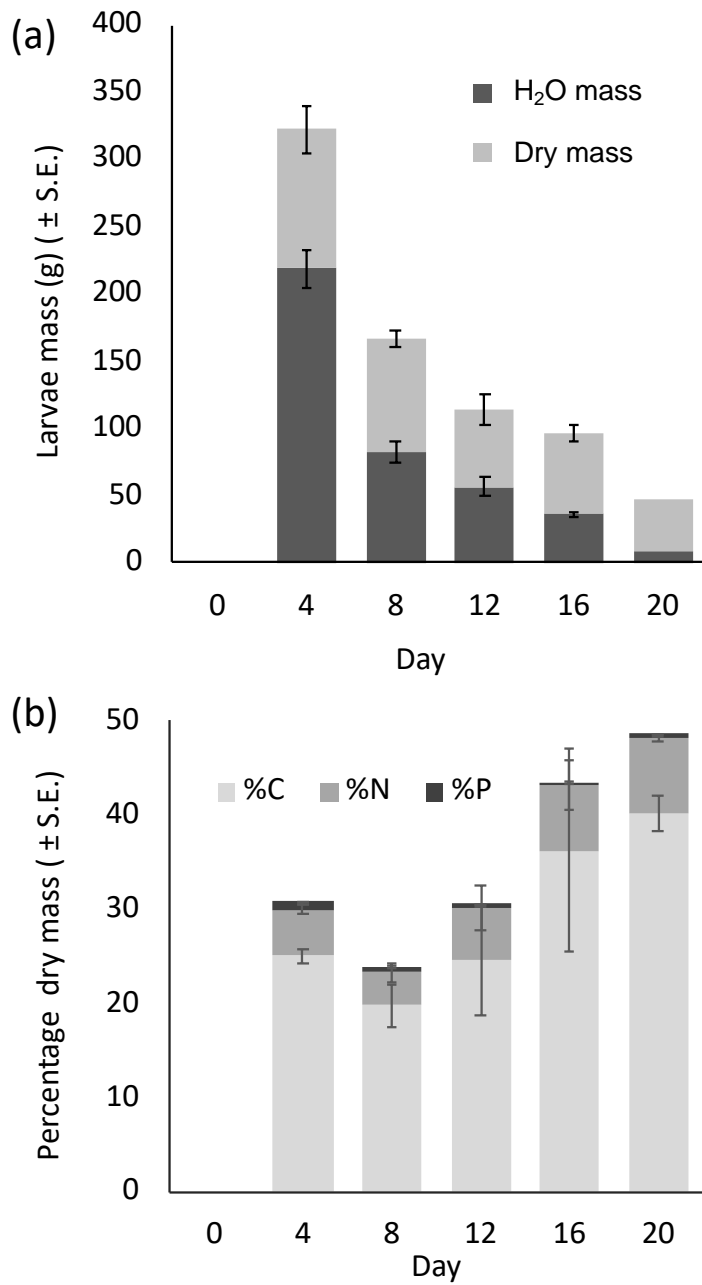 (a)
Larvae mass (g) ( ± S.E.)
400
350
300
250
200
150
100
50
0
H₂O mass
Dry mass
0 4 8 12 16 20
Day
(b)
Percentage dry mass ( ± S.E.)
50
40
30
20
10
0
%C %N %P
0 4 8 12 16 20
Day